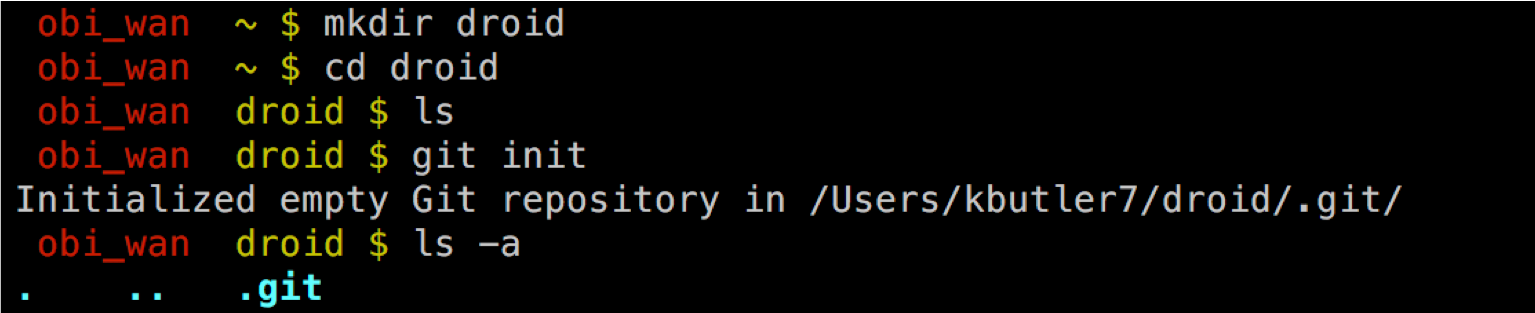 obi_wan ~ $ mkdir droid
obi_wan ~ $ cd droid
obi_wan droid $ ls
obi_wan droid $ git init
Initialized empty Git repository in /Users/kbutler7/droid/.git/
obi_wan droid $ ls -a
. .. .git